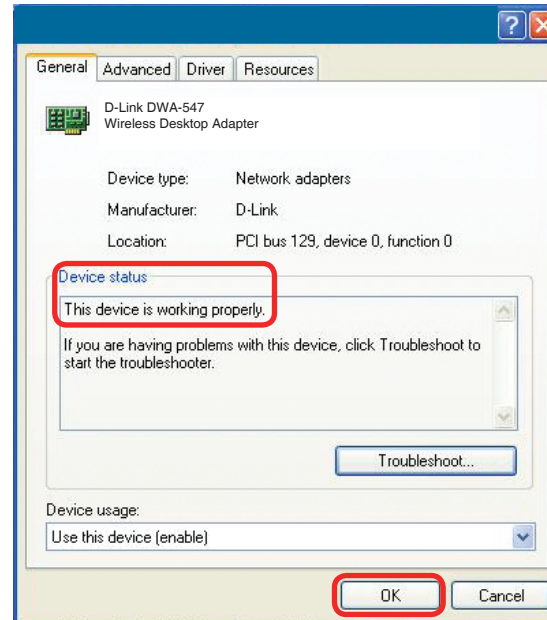 General Advanced Driver Resources
D-Link DWA-547
Wireless Desktop Adapter
Device type: Network adapters
Manufacturer: D-Link
Location: PCI bus 129, device 0, function 0
Device status
This device is working properly.
If you are having problems with this device, click Troubleshoot to
start the troubleshooter.
Troubleshoot...
Device usage:
Use this device (enable)
OK Cancel